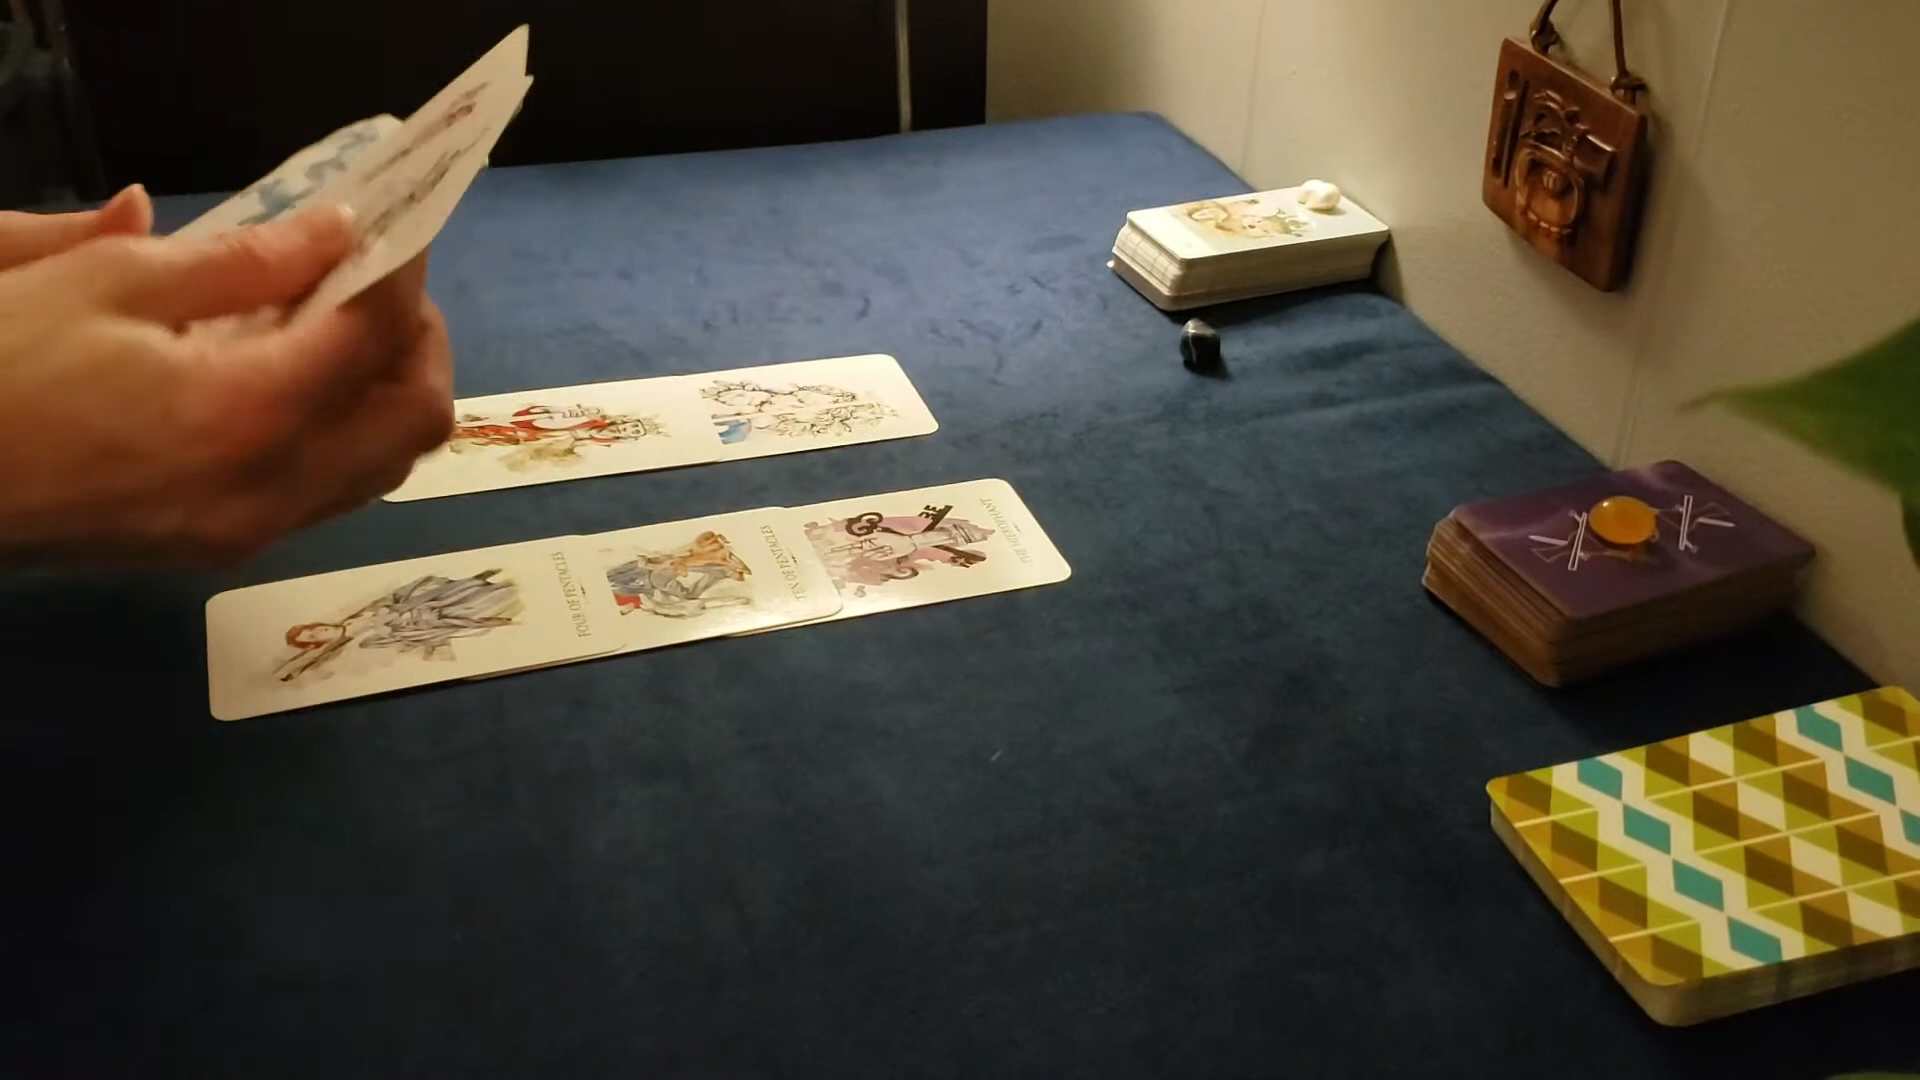 FOUR OF PENTACLES
TEN OF PENTACLES
THE HIEROPHANT